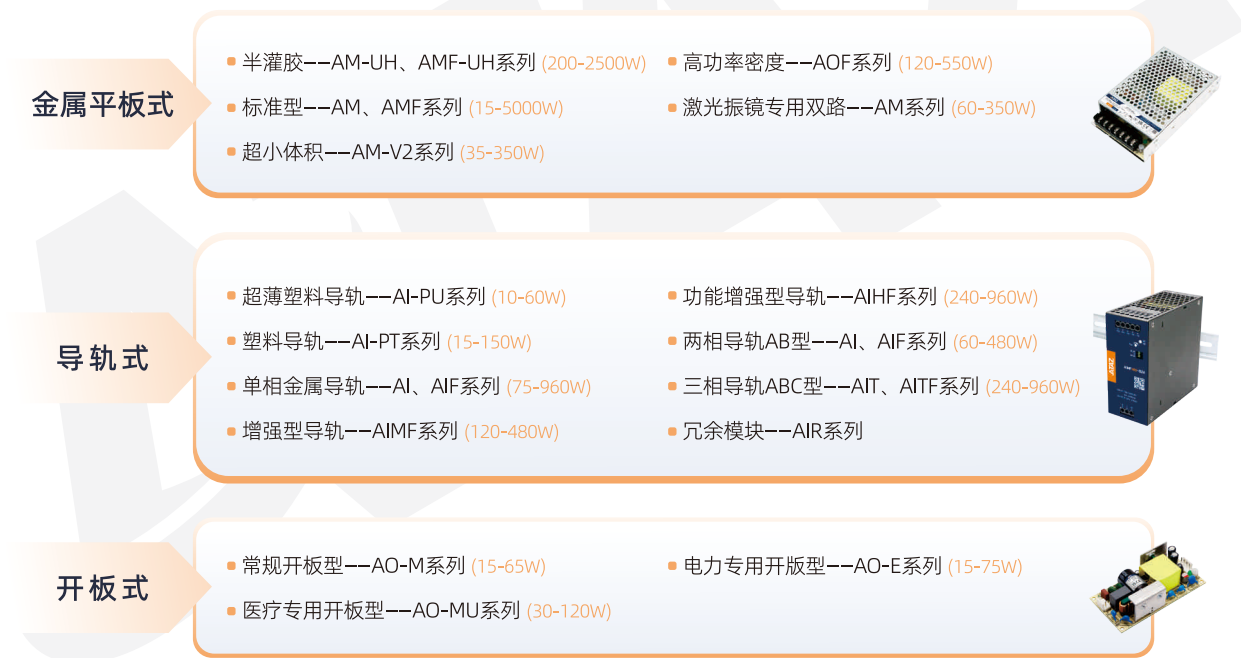 金属平板式
半灌胶——AM-UH、AMF-UH系列 (200-2500W)
高功率密度——AOF系列 (120-550W)
标准型——AM、AMF系列 (15-5000W)
激光振镜专用双路——AM系列 (60-350W)
超小体积——AM-V2系列 (35-350W)
导轨式
超薄塑料导轨——AI-PU系列 (10-60W)
功能增强型导轨——AIHF系列 (240-960W)
塑料导轨——AI-PT系列 (15-150W)
两相导轨AB型——AI、AIF系列 (60-480W)
单相金属导轨——AI、AIF系列 (75-960W)
三相导轨ABC型——AIT、AITF系列 (240-960W)
增强型导轨——AIMF系列 (120-480W)
冗余模块——AIR系列
开板式
常规开板型——AO-M系列 (15-65W)
电力专用开版型——AO-E系列 (15-75W)
医疗专用开板型——AO-MU系列 (30-120W)